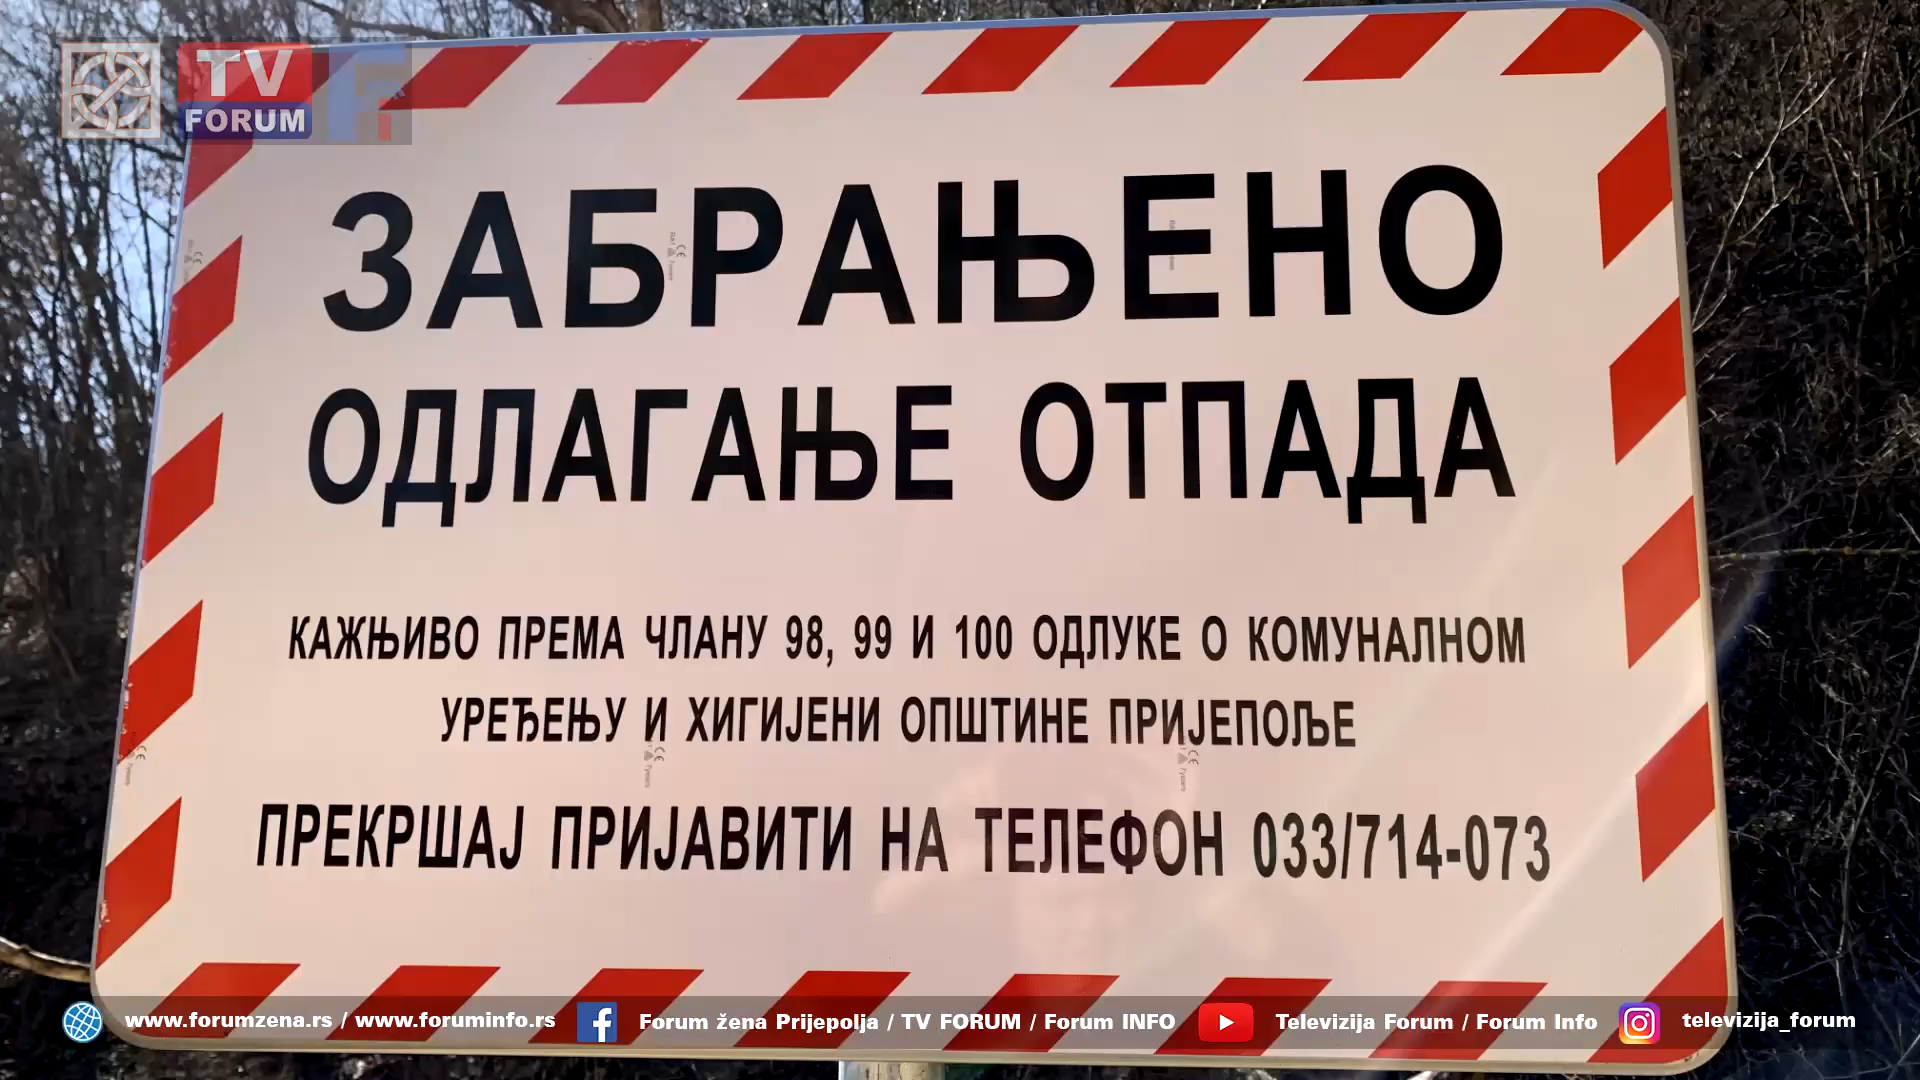 TV
FORUM
ЗАБРАЊЕНО
ОДЛАГАЊЕ ОТПАДА
КАЖЊИВО ПРЕМА ЧЛАНУ 98, 99 И 100 ОДЛУКЕ О КОМУНАЛНОМ
УРЕЂЕЊУ И ХИГИЈЕНИ ОПШТИНЕ ПРИЈЕПОЉЕ
ПРЕКРШАЈ ПРИЈАВИТИ НА ТЕЛЕФОН 033/714-073
www.forumzena.rs / www.foruminfo.rs Forum žena Prijepolja / TV FORUM / Forum INFO Televizija Forum / Forum Info televizija_forum